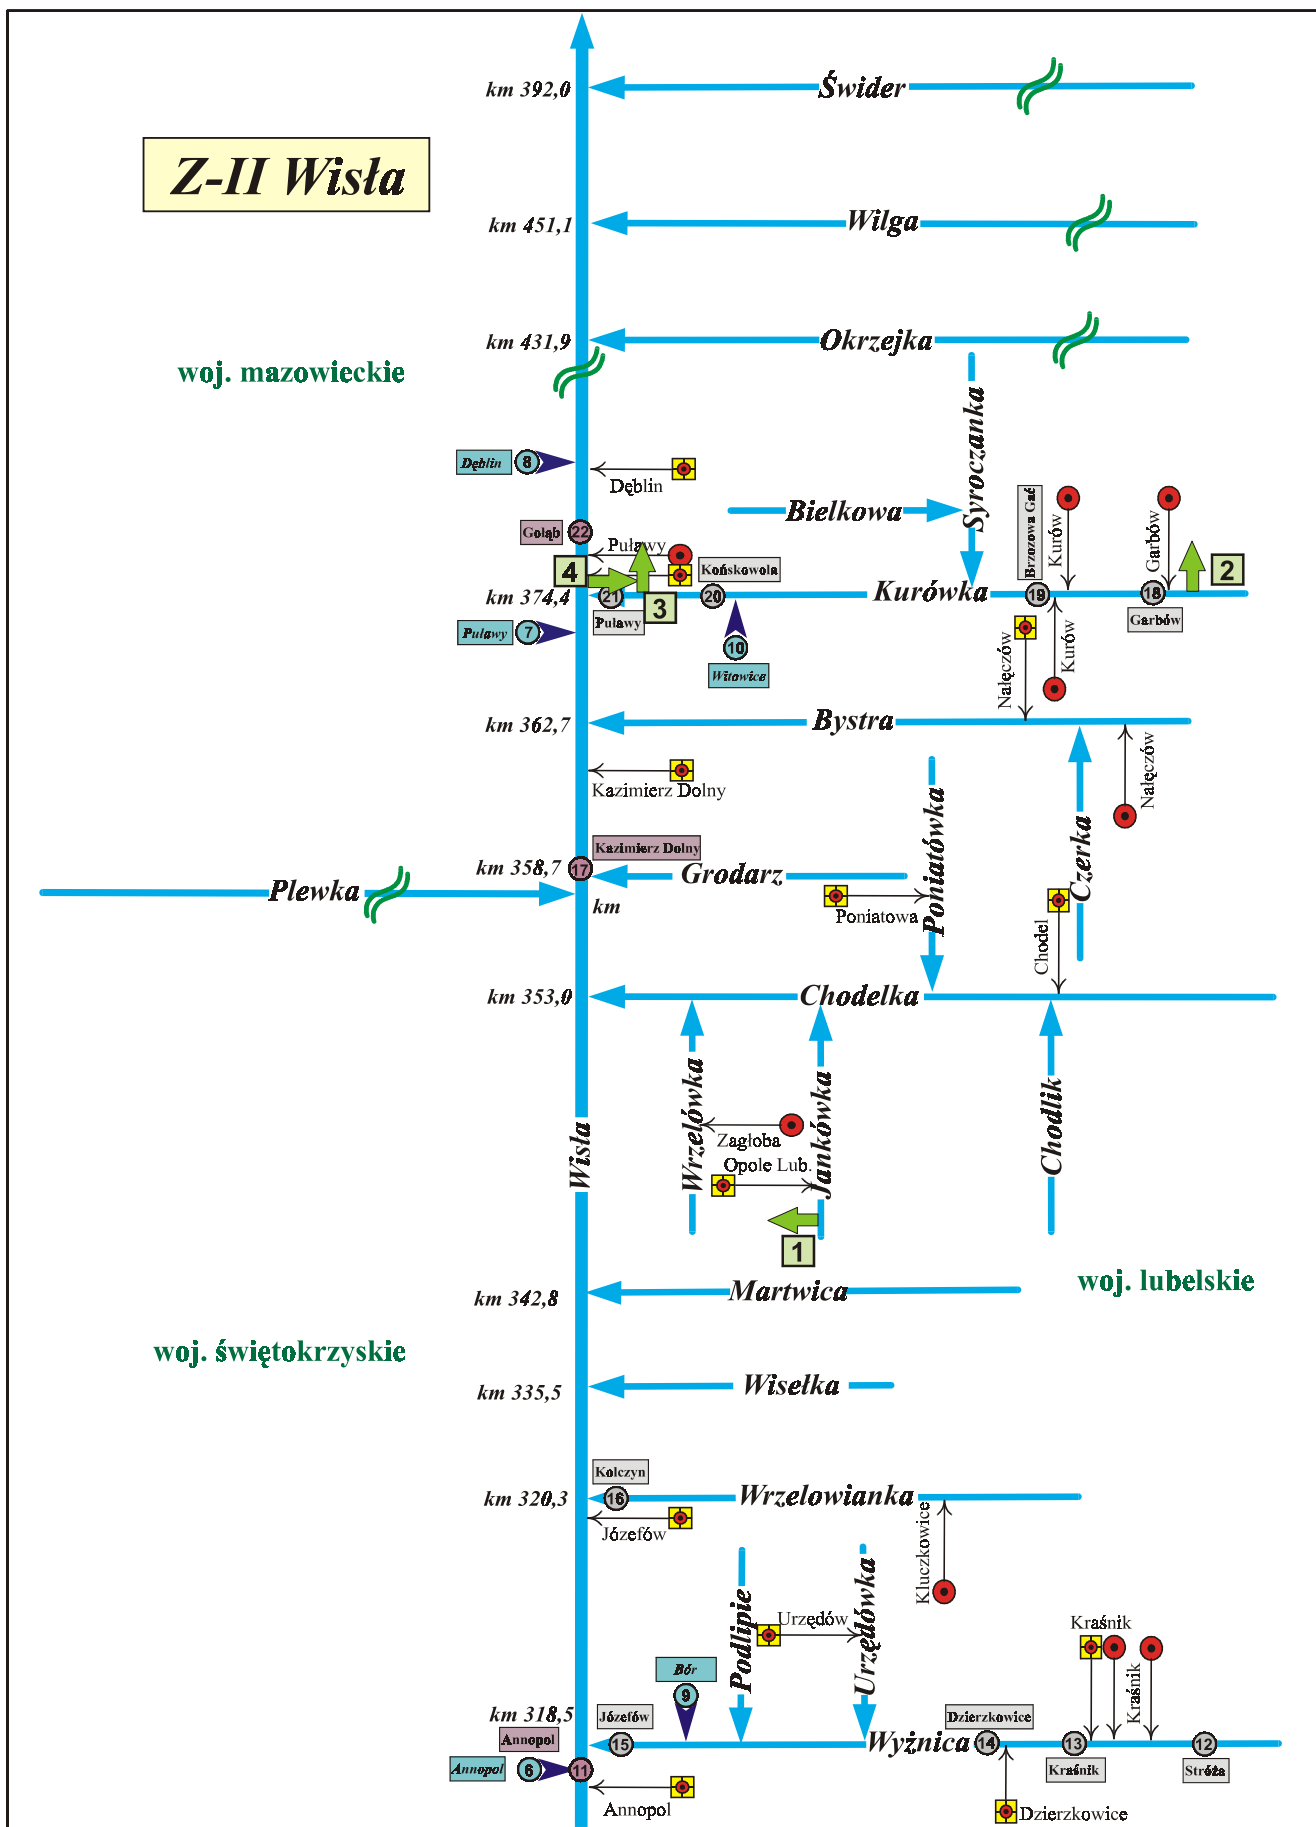 km 392,0
Świder
Z-II Wisła
km 451,1
Wilga
km 431,9
Okrzejka
woj. mazowieckie
Syroczanka
Dęblin
8
Dęblin
Bielkowa
Brzozowa Gać
Kurów
Garbów
Gołąb
22
Puławy
4
3
2
Końskowola
km 374,4
21
20
Kurówka
19
18
Puławy
Garbów
Puławy
7
10
Witowice
Nałęczów
Kurów
km 362,7
Bystra
Kazimierz Dolny
Nałęczów
Poniatówka
Czerka
Kazimierz Dolny
km 358,7
17
Grodarz
Plewka
km
Poniatowa
Chodel
km 353,0
Chodelka
Wisła
Wrzelówka
Zagłoba
Opole Lub.
Jankówka
Chodlik
1
km 342,8
Martwica
woj. lubelskie
woj. świętokrzyskie
km 335,5
Wisełka
Kolczyn
km 320,3
16
Wrzelowianka
Józefów
Kluczkowice
Podlipie
Urzędów
Urzędówka
Kraśnik
Kraśnik
Bór
9
km 318,5
Józefów
Dzierzkowice
Annopol
15
Wyżnica
14
13
12
Annopol
6
11
Kraśnik
Stróża
Annopol
Dzierzkowice